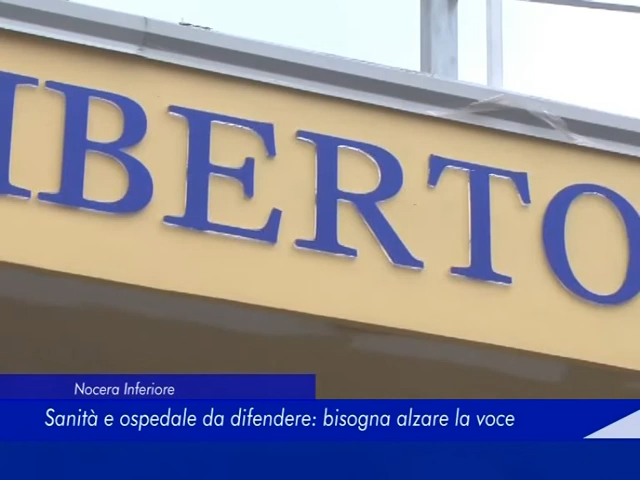 IBERTO
Nocera Inferiore
Sanità e ospedale da difendere: bisogna alzare la voce